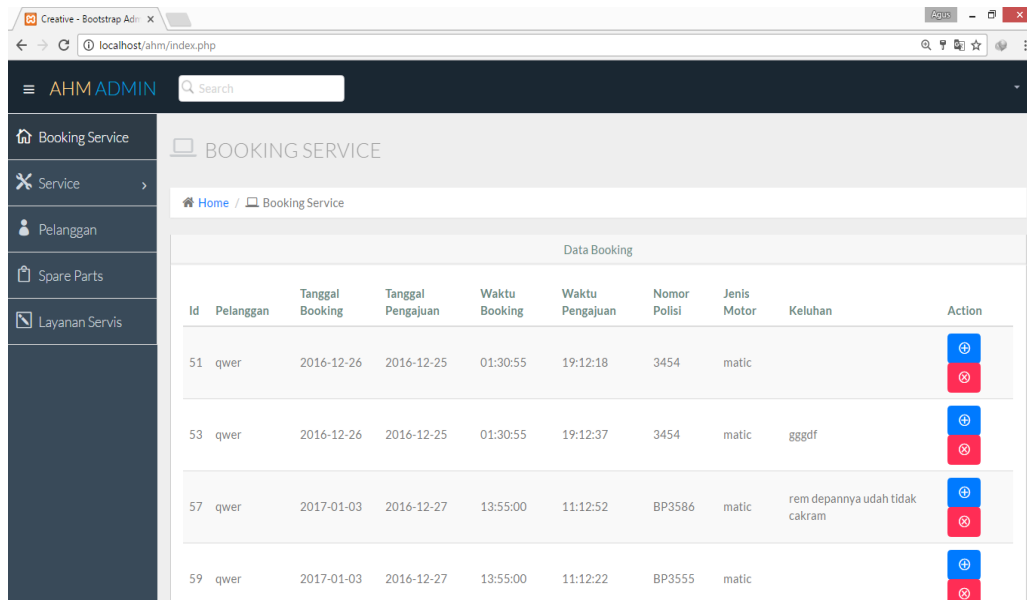 Creative - Bootstrap Adm
Agus
localhost/ahm/index.php
AHM ADMIN
Search
Booking Service
Service
Pelanggan
Spare Parts
Layanan Servis
BOOKING SERVICE
Home / Booking Service
Data Booking
Id Pelanggan Tanggal Booking Tanggal Pengajuan Waktu Booking Waktu Pengajuan Nomor Polisi Jenis Motor Keluhan Action
51 qwer 2016-12-26 2016-12-25 01:30:55 19:12:18 3454 matic
53 qwer 2016-12-26 2016-12-25 01:30:55 19:12:37 3454 matic gggdf
57 qwer 2017-01-03 2016-12-27 13:55:00 11:12:52 BP3586 matic rem depannya udah tidak cakram
59 qwer 2017-01-03 2016-12-27 13:55:00 11:12:22 BP3555 matic